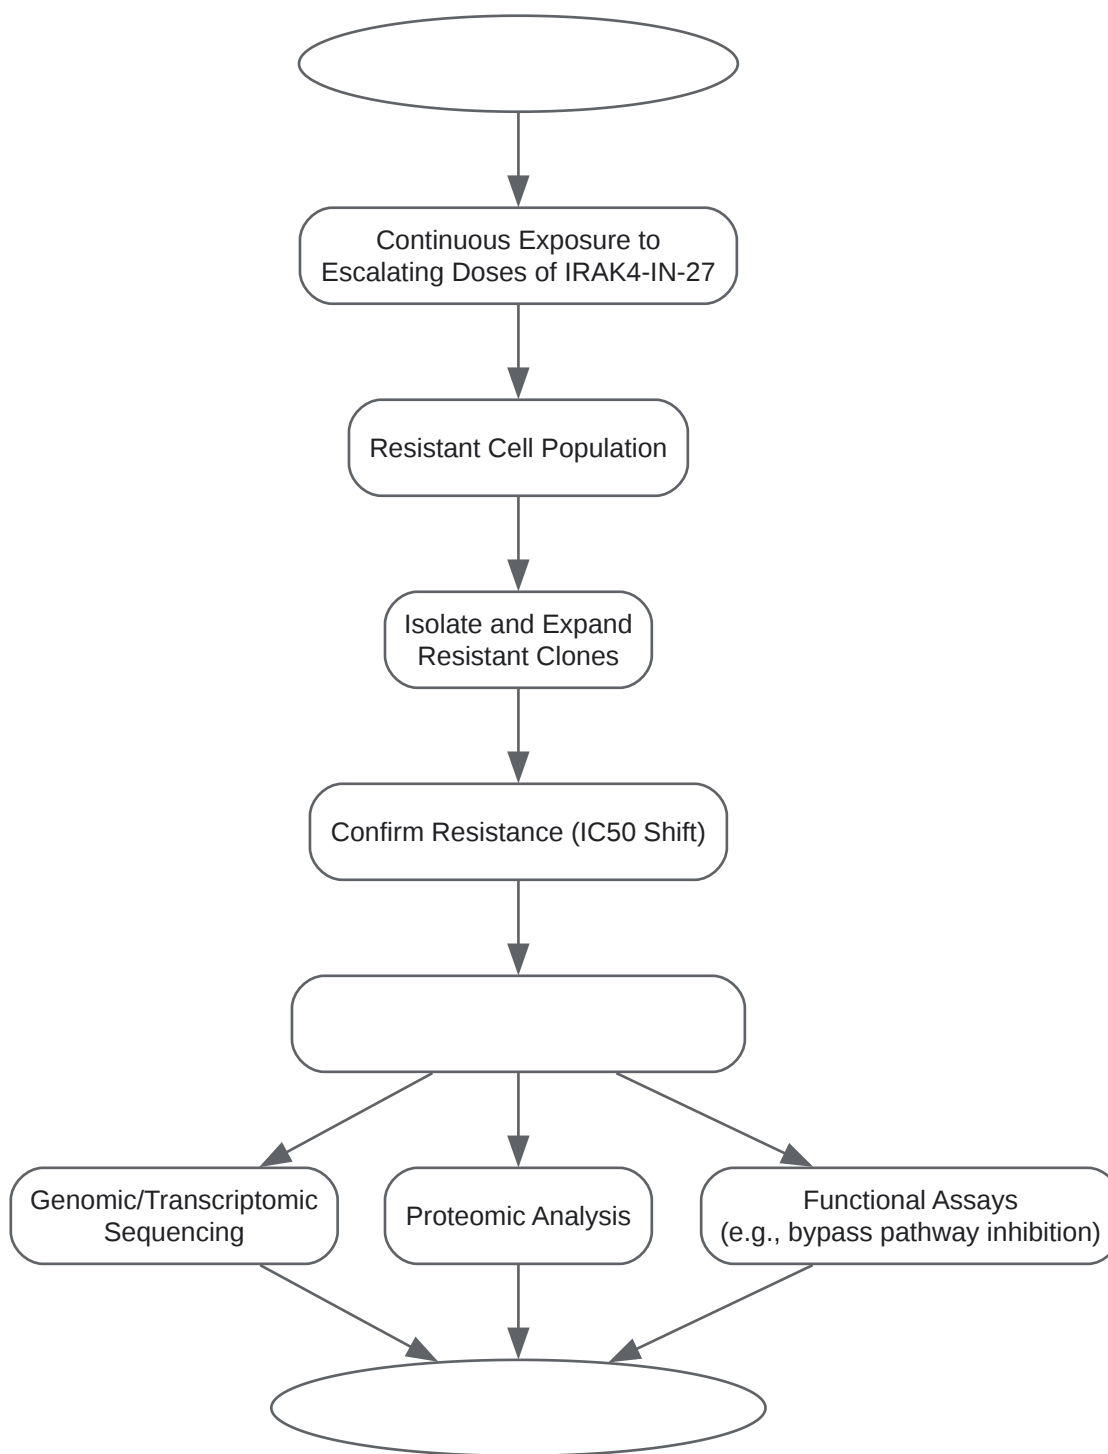 Continuous Exposure to
Escalating Doses of IRAK4-IN-27
Resistant Cell Population
Isolate and Expand
Resistant Clones
Confirm Resistance (IC50 Shift)
Genomic/Transcriptomic
Sequencing
Proteomic Analysis
Functional Assays
(e.g., bypass pathway inhibition)